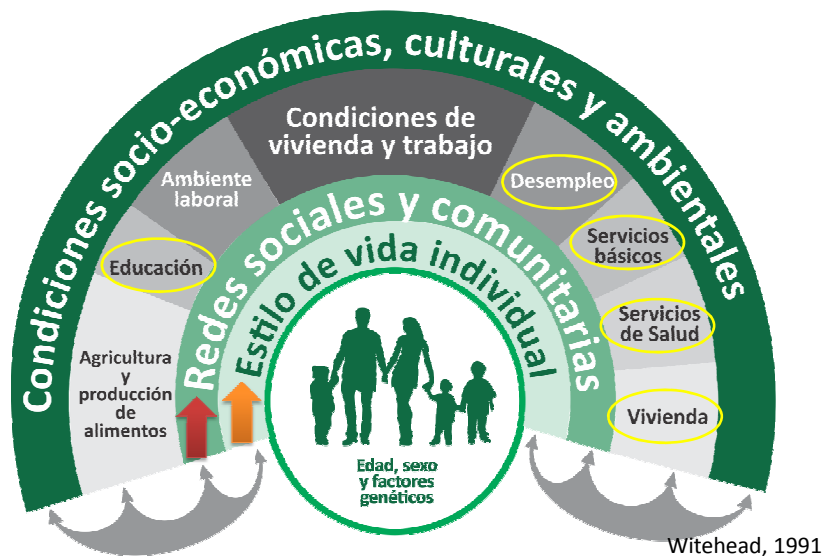 Condiciones socio-económicas, culturales y ambientales
Condiciones de
vivienda y trabajo
Ambiente
laboral
Desempleo
Redes sociales y comunitarias
Servicios
básicos
Estilo de vida individual
Educación
Servicios
de Salud
Agricultura
y
producción
de
alimentos
Vivienda
Edad, sexo
y factores
genéticos
Witehead, 1991